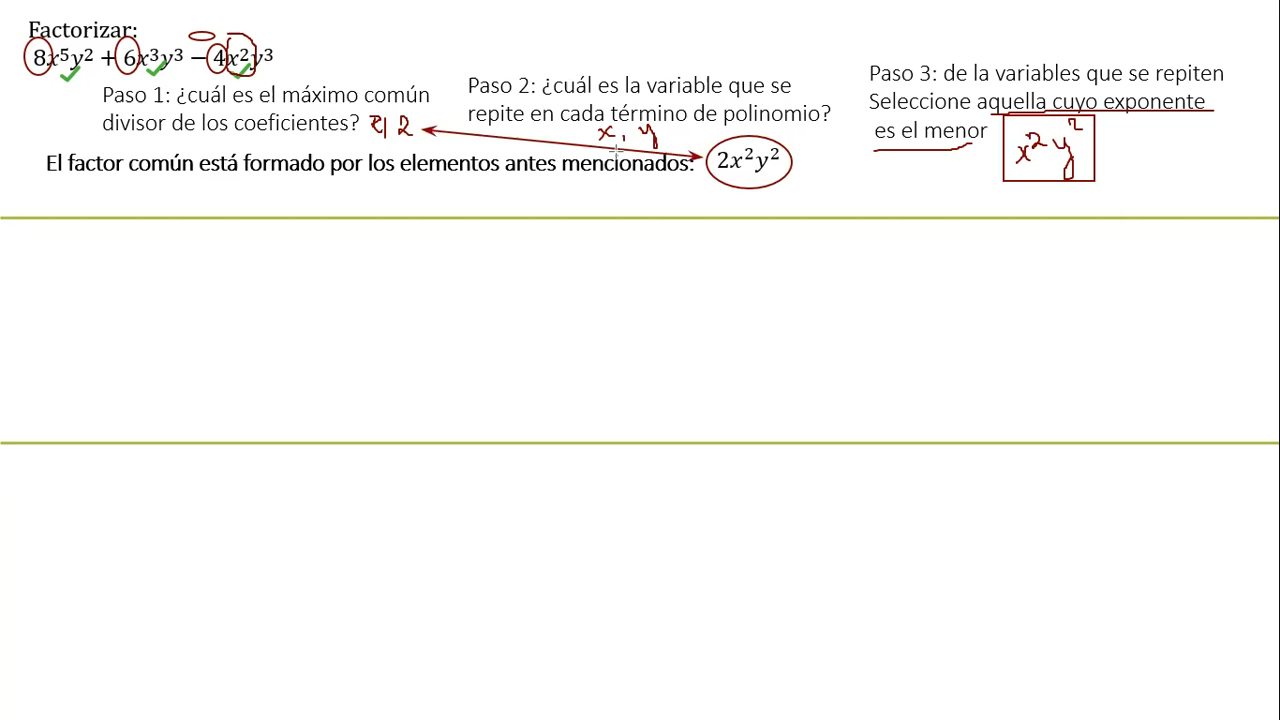 Factorizar:
8x⁵y² + 6x³y³ − 4x²y³
Paso 1: ¿cuál es el máximo común
divisor de los coeficientes? 2
Paso 2: ¿cuál es la variable que se
repite en cada término de polinomio?
x, y
Paso 3: de la variables que se repiten
Seleccione aquella cuyo exponente
es el menor
x² y²
El factor común está formado por los elementos antes mencionados: 2x²y²